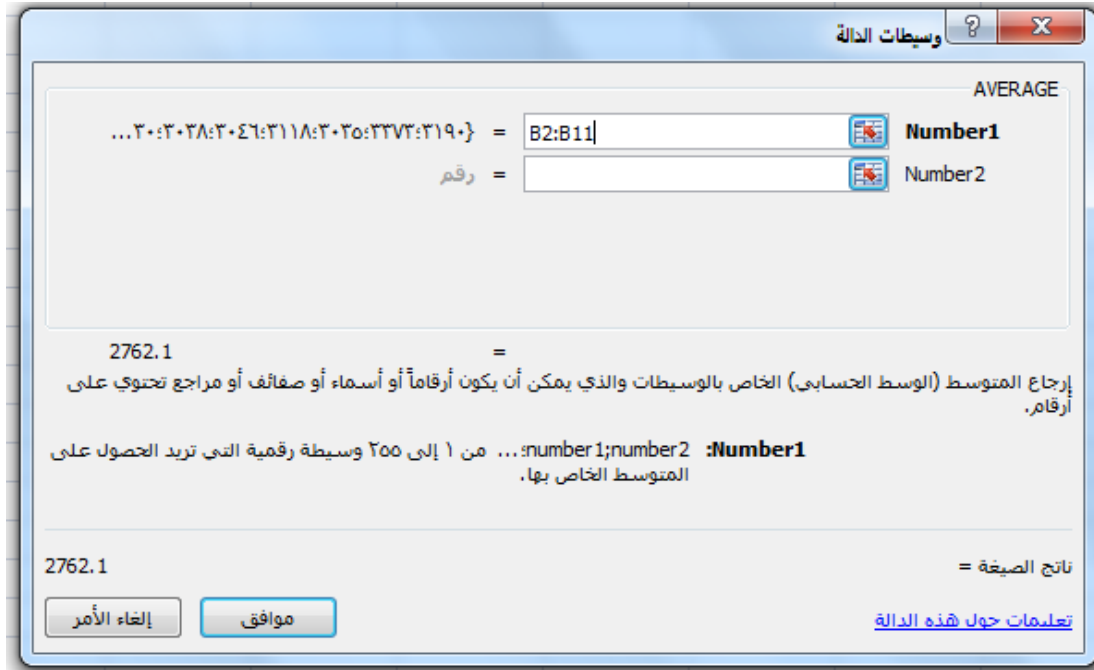 وسيطات الدالة
AVERAGE
Number1 B2:B11 = {٣١٩٠؛٣٣٧٣؛٣٠٣٥؛٣١١٨؛٣٠٤٦؛٣٠٣٨؛٣٠...
Number2 = رقم
= 2762.1
إرجاع المتوسط (الوسط الحسابي) الخاص بالوسيطات والذي يمكن أن يكون أرقاماً أو أسماء أو صفائف أو مراجع تحتوي على
أرقام.
Number1: number1;number2؛... من ١ إلى ٢٥٥ وسيطة رقمية التي تريد الحصول على
المتوسط الخاص بها.
ناتج الصيغة = 2762.1
تعليمات حول هذه الدالة موافق إلغاء الأمر